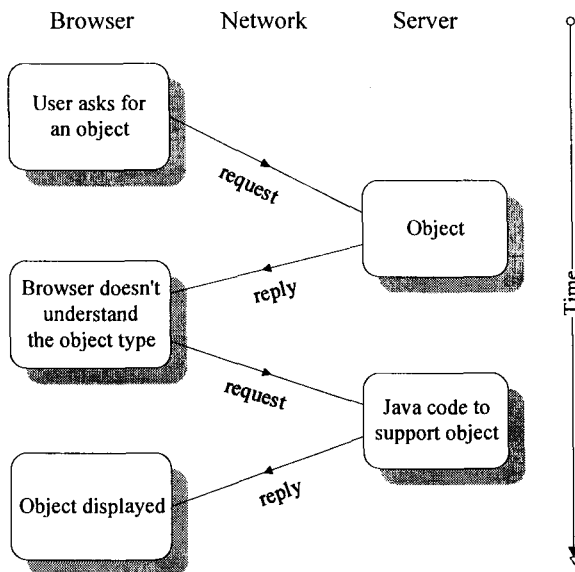 Browser Network Server
User asks for
an object
request
Object
reply
Browser doesn't
understand
the object type
request
Java code to
support object
reply
Object displayed
Time